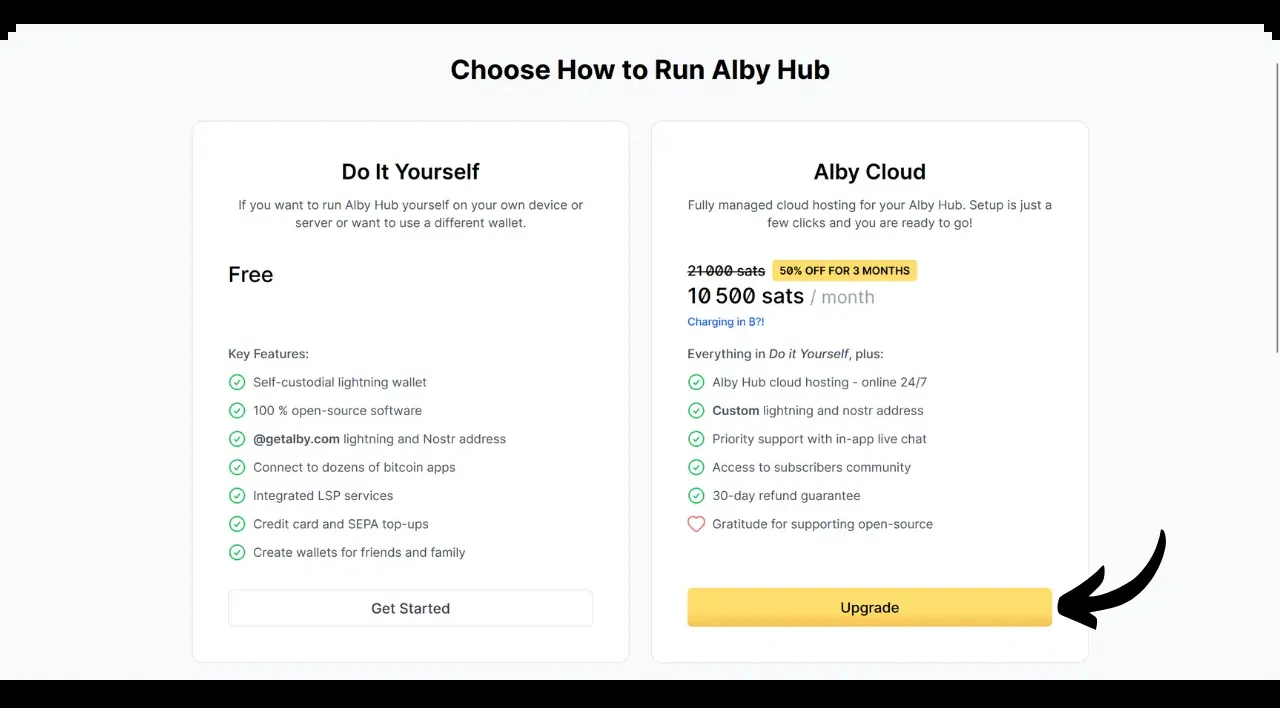 Choose How to Run Alby Hub
Do It Yourself
If you want to run Alby Hub yourself on your own device or
server or want to use a different wallet.
Free
Key Features:
Self-custodial lightning wallet
100 % open-source software
@getalby.com lightning and Nostr address
Connect to dozens of bitcoin apps
Integrated LSP services
Credit card and SEPA top-ups
Create wallets for friends and family
Get Started
Alby Cloud
Fully managed cloud hosting for your Alby Hub. Setup is just a
few clicks and you are ready to go!
21 000 sats 50% OFF FOR 3 MONTHS
10 500 sats / month
Charging in ₿?!
Everything in Do it Yourself, plus:
Alby Hub cloud hosting - online 24/7
Custom lightning and nostr address
Priority support with in-app live chat
Access to subscribers community
30-day refund guarantee
Gratitude for supporting open-source
Upgrade